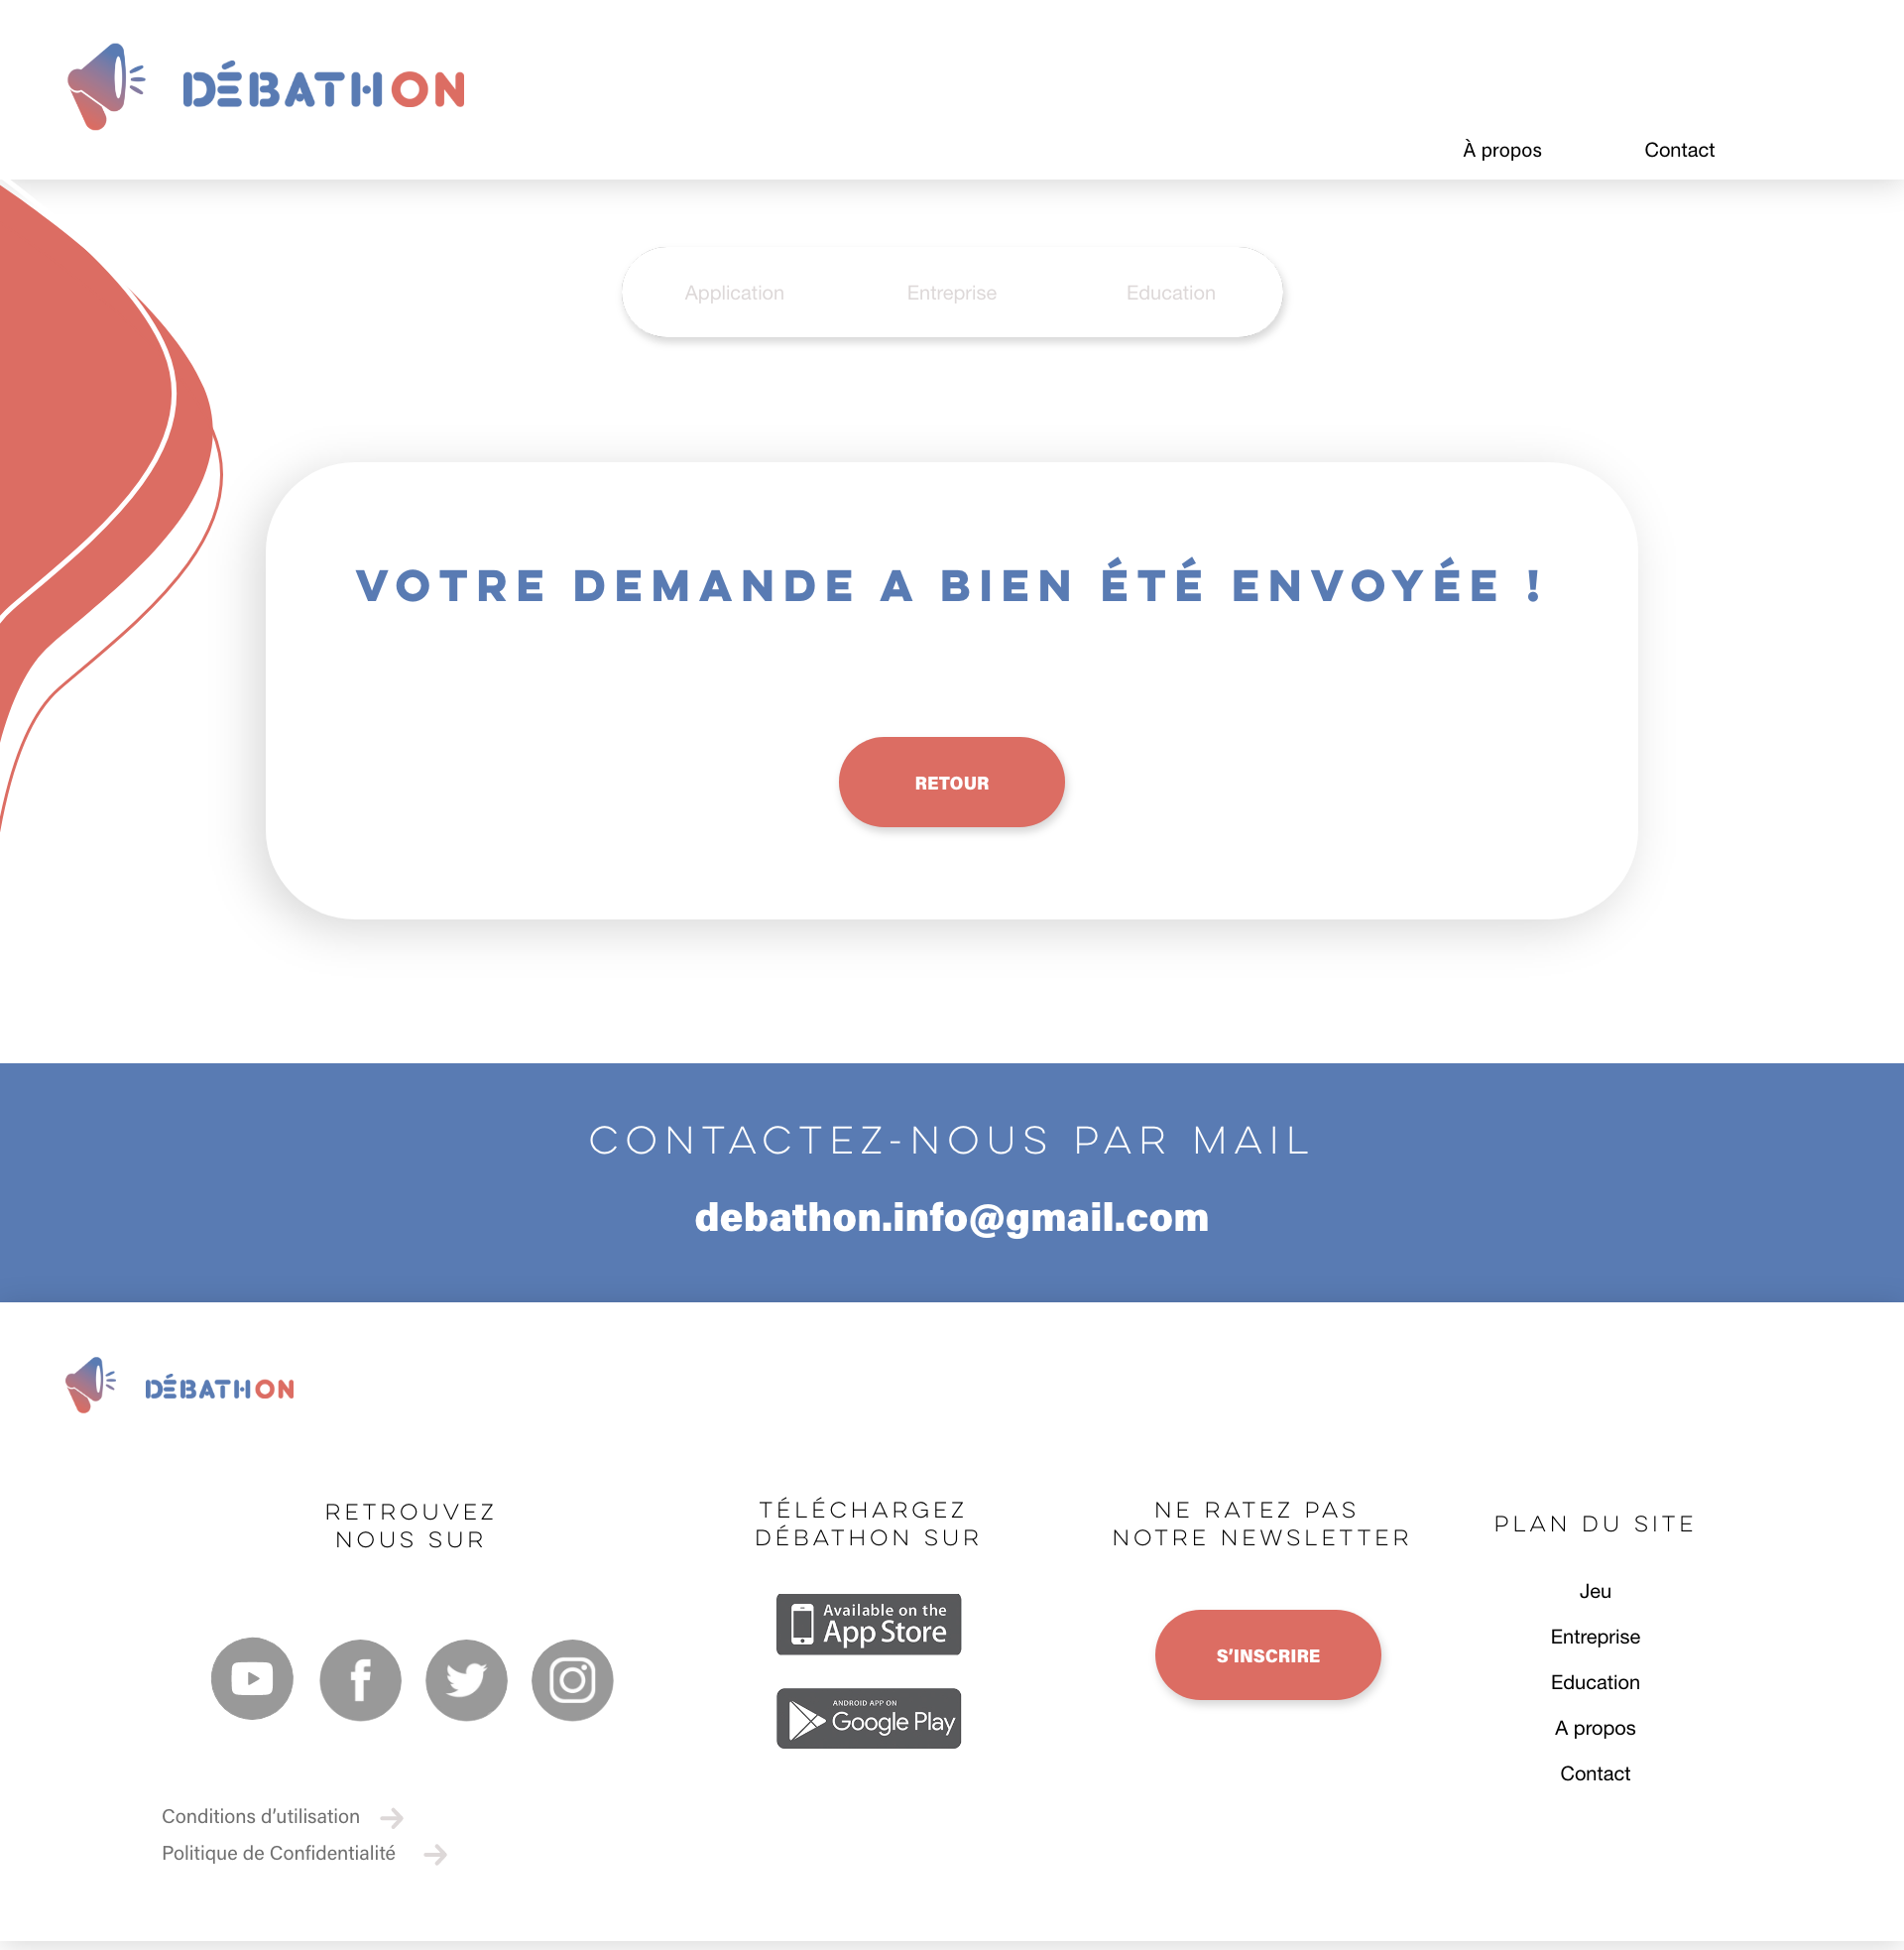 DÉBATHON
À propos
Contact
Application
Entreprise
Education
VOTRE DEMANDE A BIEN ÉTÉ ENVOYÉE !
RETOUR
CONTACTEZ-NOUS PAR MAIL
debathon.info@gmail.com
DÉBATHON
RETROUVEZ
NOUS SUR
TÉLÉCHARGEZ
DÉBATHON SUR
Available on the
App Store
ANDROID APP ON
Google Play
NE RATEZ PAS
NOTRE NEWSLETTER
S’INSCRIRE
PLAN DU SITE
Jeu
Entreprise
Education
A propos
Contact
Conditions d’utilisation
Politique de Confidentialité